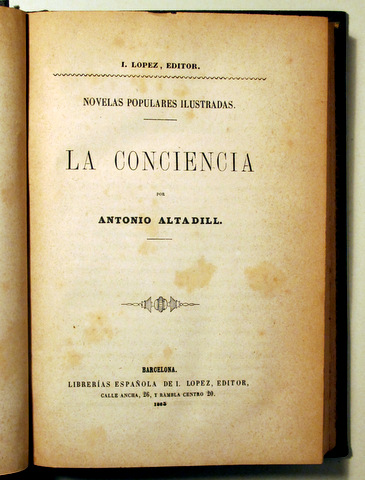 I. LOPEZ, EDITOR.
NOVELAS POPULARES ILUSTRADAS.
LA CONCIENCIA
POR
ANTONIO ALTADILL.
BARCELONA.
LIBRERÍAS ESPAÑOLA DE I. LOPEZ, EDITOR,
CALLE ANCHA, 26, Y RAMBLA CENTRO 20.